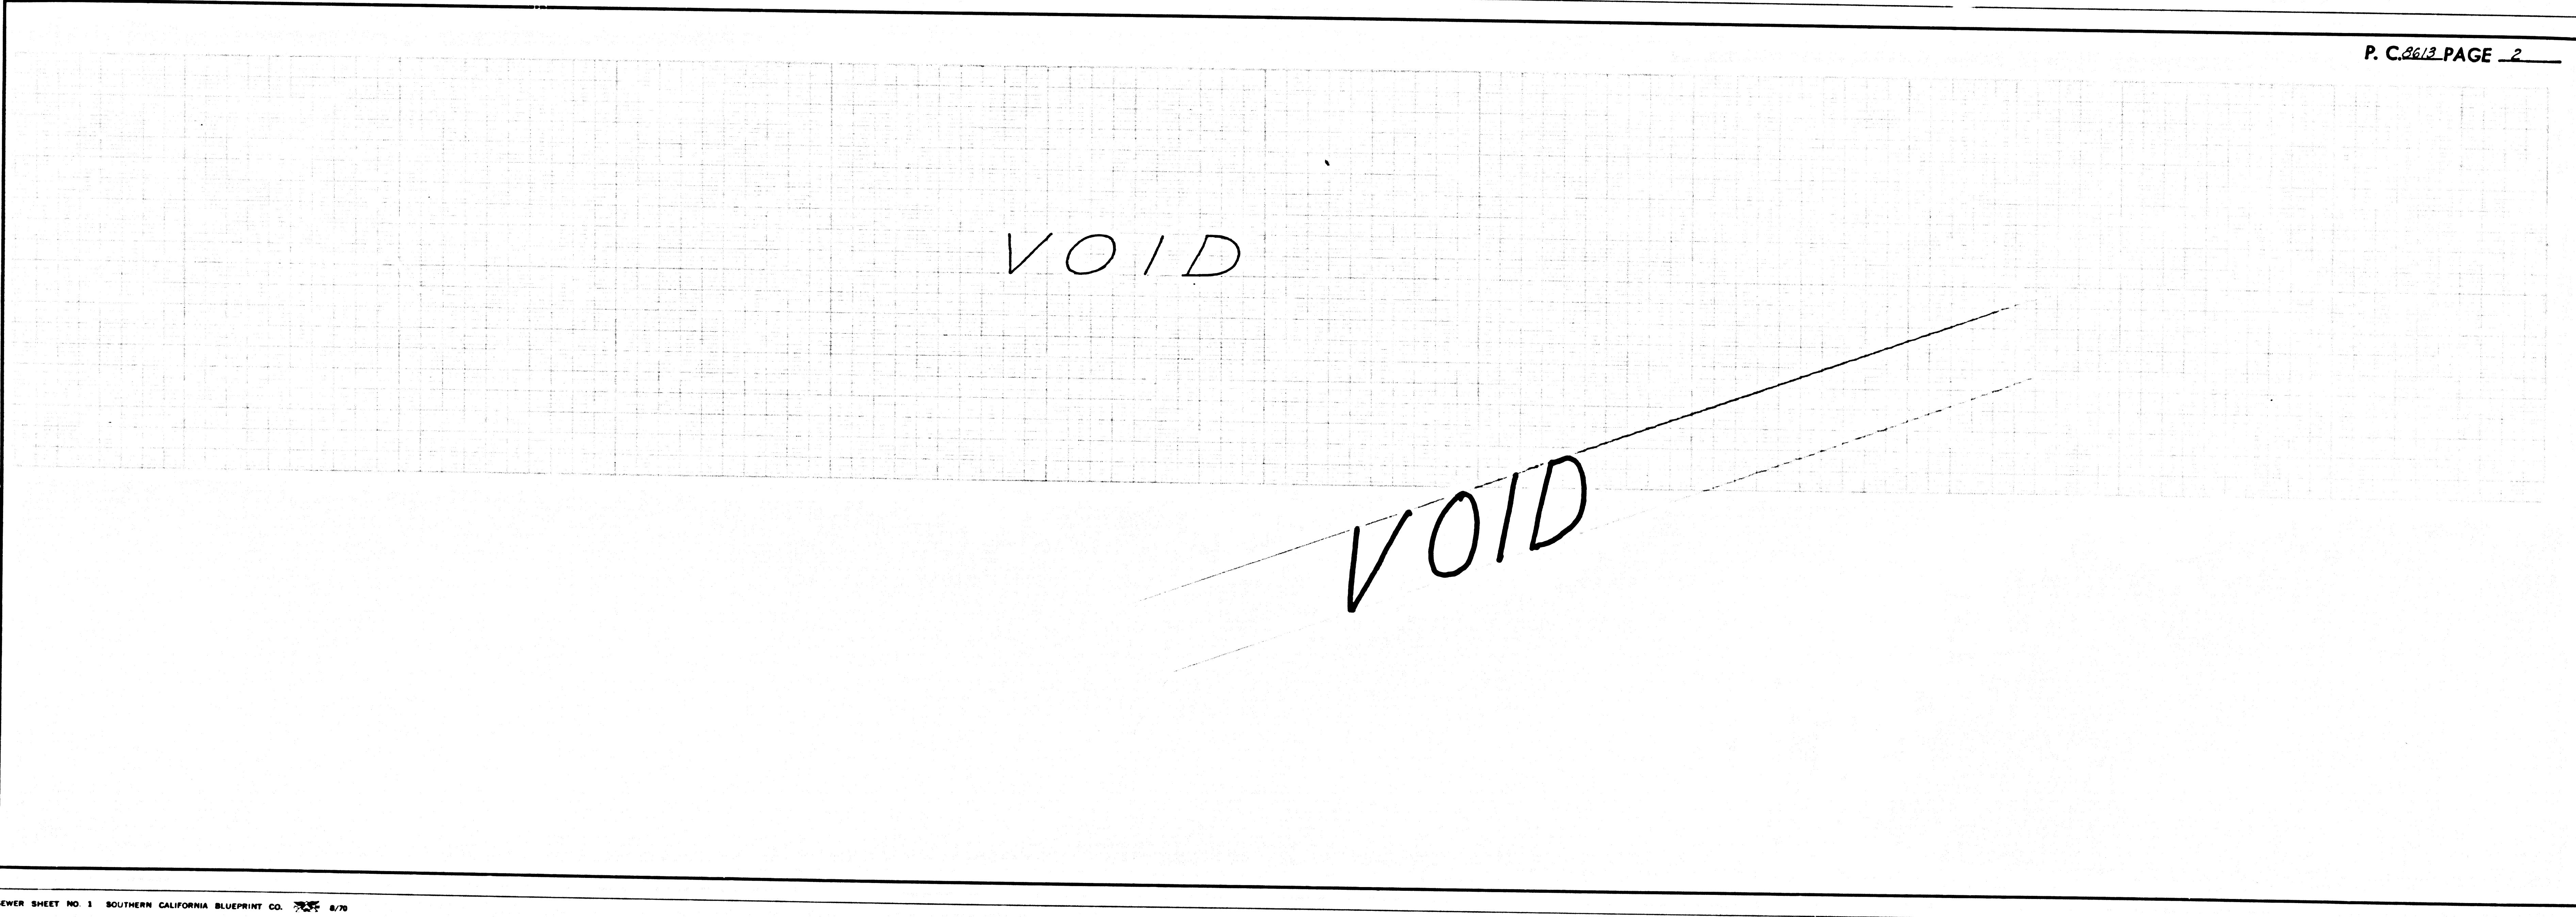 P. C. 8613 PAGE 2
VOID
VOID
EWER SHEET NO. 1 SOUTHERN CALIFORNIA BLUEPRINT CO. 8/70